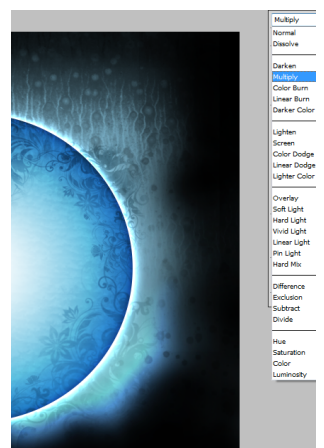 Multiply
Normal
Dissolve
Darken
Multiply
Color Burn
Linear Burn
Darker Color
Lighten
Screen
Color Dodge
Linear Dodge
Lighter Color
Overlay
Soft Light
Hard Light
Vivid Light
Linear Light
Pin Light
Hard Mix
Difference
Exclusion
Subtract
Divide
Hue
Saturation
Color
Luminosity